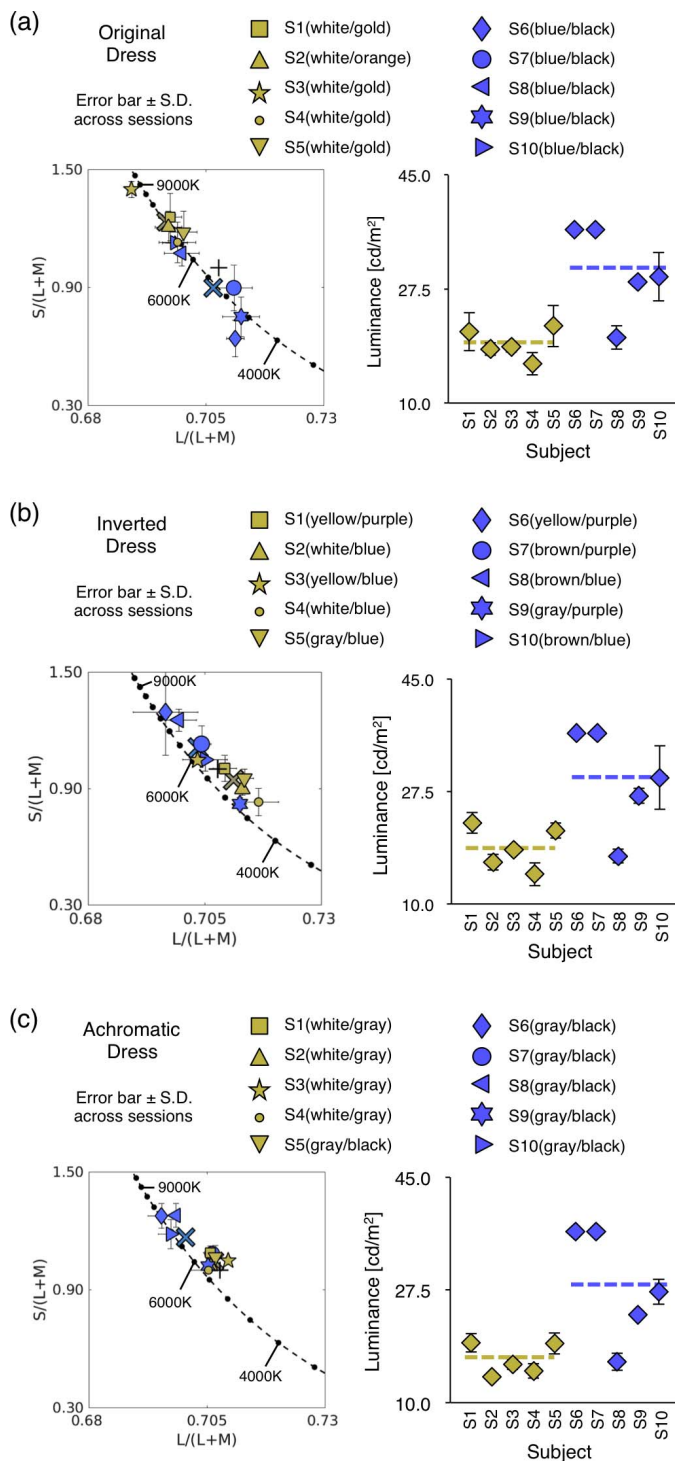 (a)
Original
Dress
Error bar ± S.D.
across sessions
S1(white/gold)
S2(white/orange)
S3(white/gold)
S4(white/gold)
S5(white/gold)
S6(blue/black)
S7(blue/black)
S8(blue/black)
S9(blue/black)
S10(blue/black)
1.50
0.90
0.30
S/(L+M)
9000K
6000K
4000K
0.68
0.705
0.73
L/(L+M)
45.0
27.5
10.0
Luminance [cd/m²]
S1
S2
S3
S4
S5
S6
S7
S8
S9
S10
Subject
(b)
Inverted
Dress
Error bar ± S.D.
across sessions
S1(yellow/purple)
S2(white/blue)
S3(yellow/blue)
S4(white/blue)
S5(gray/blue)
S6(yellow/purple)
S7(brown/purple)
S8(brown/blue)
S9(gray/purple)
S10(brown/blue)
1.50
0.90
0.30
S/(L+M)
9000K
6000K
4000K
0.68
0.705
0.73
L/(L+M)
45.0
27.5
10.0
Luminance [cd/m²]
S1
S2
S3
S4
S5
S6
S7
S8
S9
S10
Subject
(c)
Achromatic
Dress
Error bar ± S.D.
across sessions
S1(white/gray)
S2(white/gray)
S3(white/gray)
S4(white/gray)
S5(gray/black)
S6(gray/black)
S7(gray/black)
S8(gray/black)
S9(gray/black)
S10(gray/black)
1.50
0.90
0.30
S/(L+M)
9000K
6000K
4000K
0.68
0.705
0.73
L/(L+M)
45.0
27.5
10.0
Luminance [cd/m²]
S1
S2
S3
S4
S5
S6
S7
S8
S9
S10
Subject